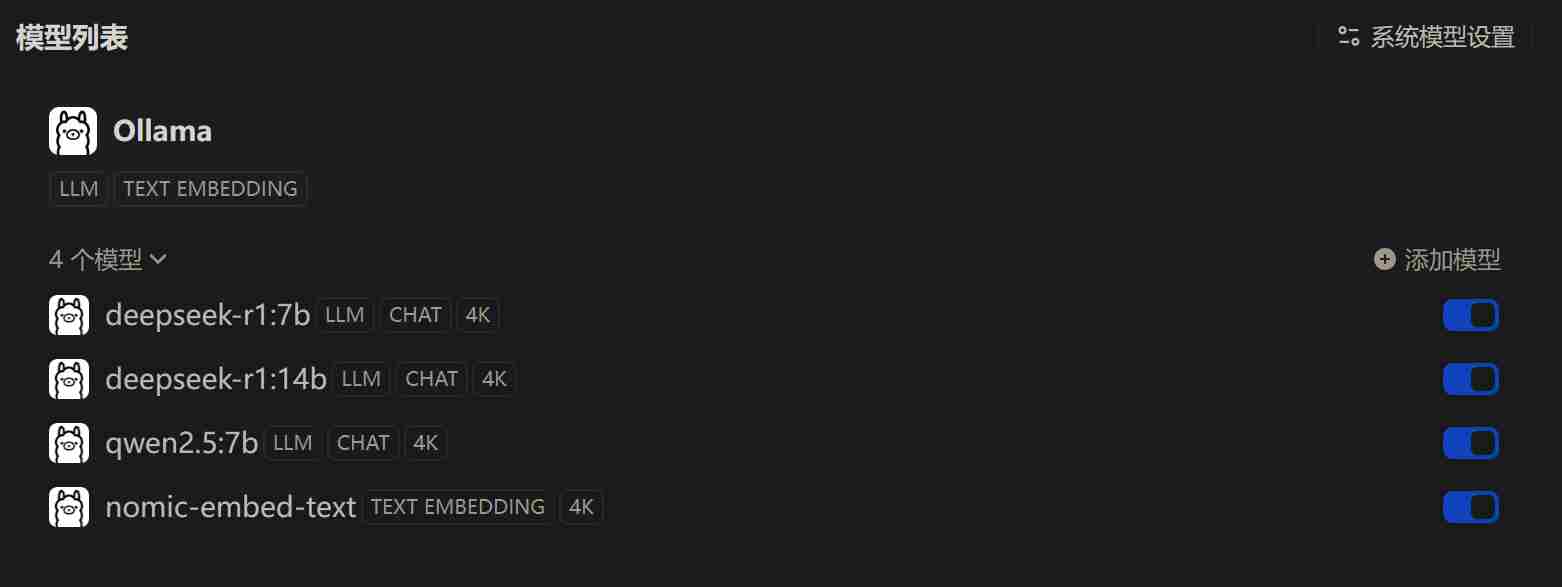 模型列表 系统模型设置
Ollama
LLM TEXT EMBEDDING
4 个模型 添加模型
deepseek-r1:7b LLM CHAT 4K
deepseek-r1:14b LLM CHAT 4K
qwen2.5:7b LLM CHAT 4K
nomic-embed-text TEXT EMBEDDING 4K